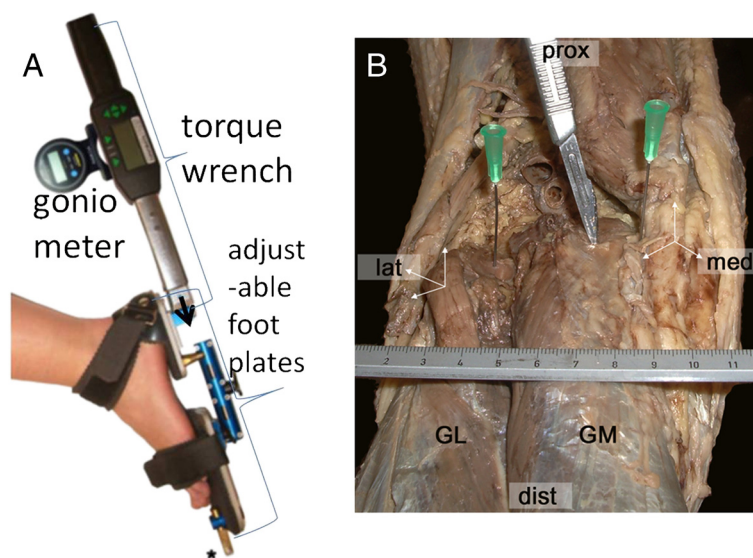 A
torque
wrench
gonio
meter
adjust
-able
foot
plates
*
B
prox
lat
med
2 3 4 5 6 7 8 9 10 11
GL
GM
dist